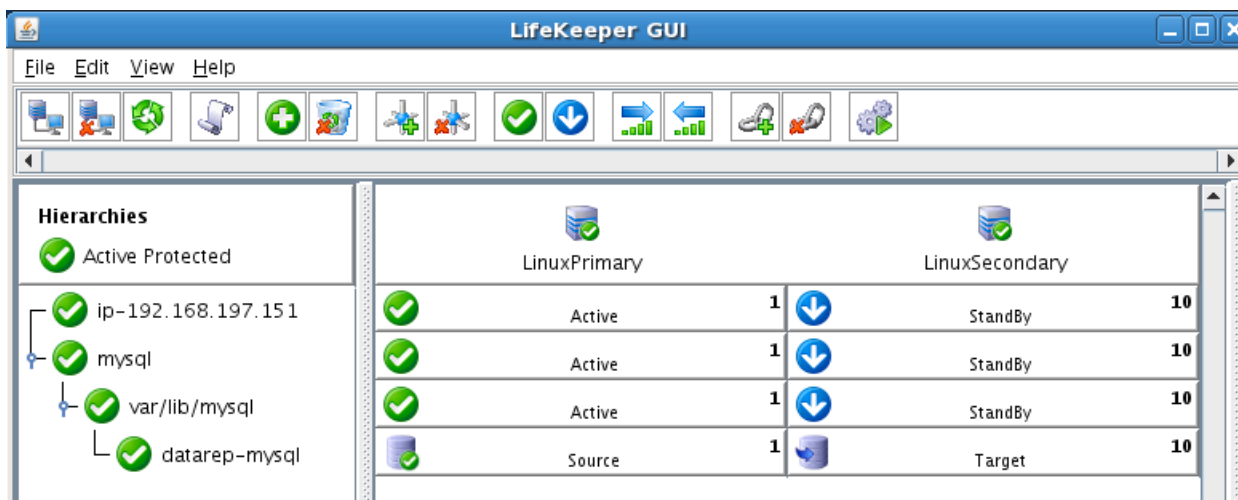 LifeKeeper GUI
File Edit View Help
Hierarchies
Active Protected
LinuxPrimary LinuxSecondary
ip-192.168.197.151 Active 1 StandBy 10
mysql Active 1 StandBy 10
var/lib/mysql Active 1 StandBy 10
datarep-mysql Source 1 Target 10